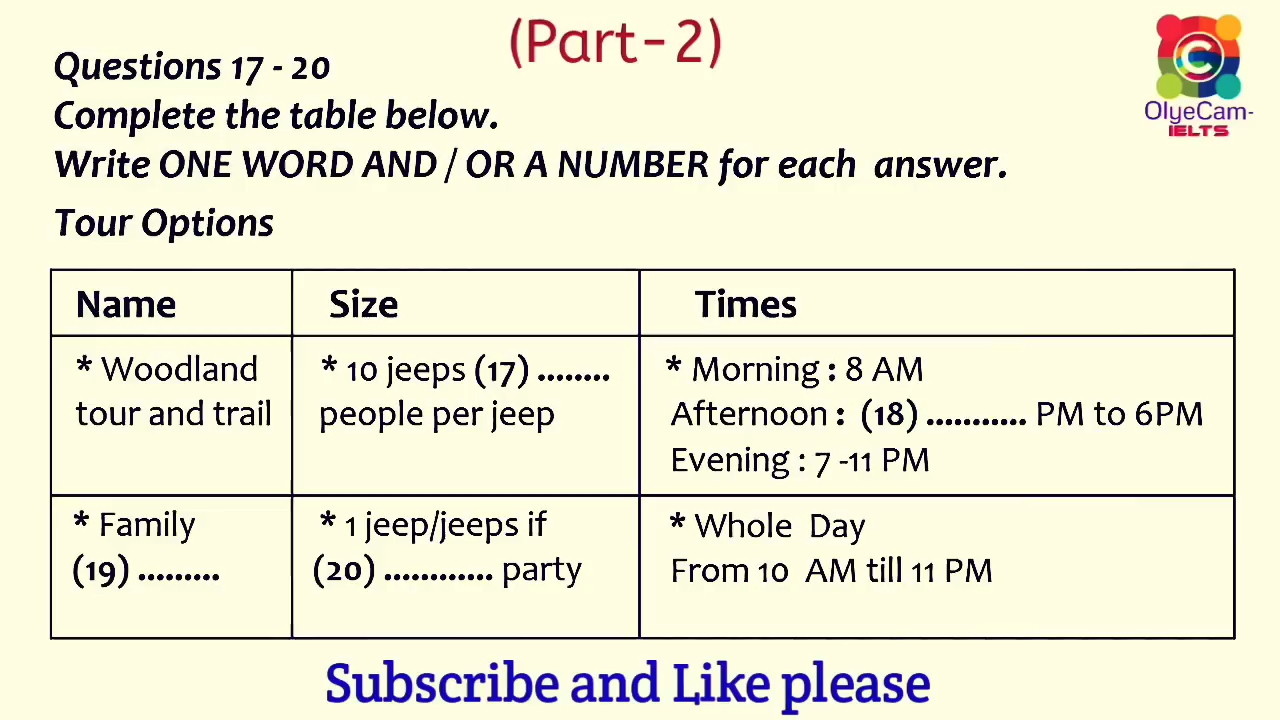 (Part-2)
Questions 17 - 20
Complete the table below.
Write ONE WORD AND / OR A NUMBER for each answer.
Tour Options
OlyeCam-
IELTS
Name Size Times
* Woodland
tour and trail
* 10 jeeps (17) ........
people per jeep
* Morning : 8 AM
Afternoon : (18) ........... PM to 6PM
Evening : 7 -11 PM
* Family
(19) .........
* 1 jeep/jeeps if
(20) ............ party
* Whole Day
From 10 AM till 11 PM
Subscribe and Like please